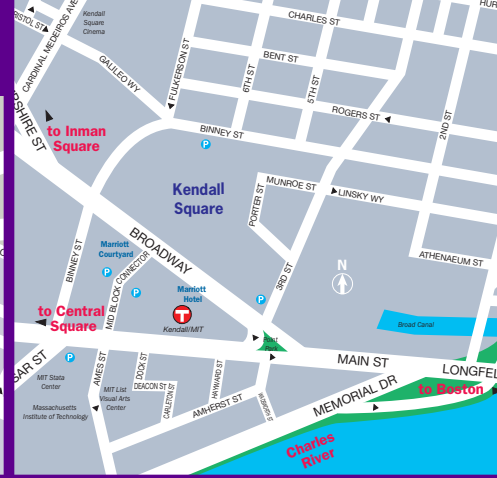 Kendall
Square
Cinema
CARDINAL MEDEIROS AVE
CHARLES ST
GALILEO WY
FULKERSON ST
BENT ST
6TH ST
5TH ST
ROGERS ST
2ND ST
to Inman
Square
BINNEY ST
P
Kendall
Square
MUNROE ST
LINSKY WY
PORTER ST
BROADWAY
3RD ST
N
ATHENAEUM ST
BINNEY ST
Marriott
Courtyard
P
MID BLOCK CONNECTOR
P
Marriott
Hotel
T
Kendall/MIT
P
Point
Park
Broad Canal
to Central
Square
MAIN ST
P
MIT Stata
Center
AMES ST
DOCK ST
DEACON ST
CARLETON ST
HAYWARD ST
MIT List
Visual Arts
Center
Massachusetts
Institute of Technology
AMHERST ST
WADSWORTH ST
MEMORIAL DR
to Boston
Charles
River